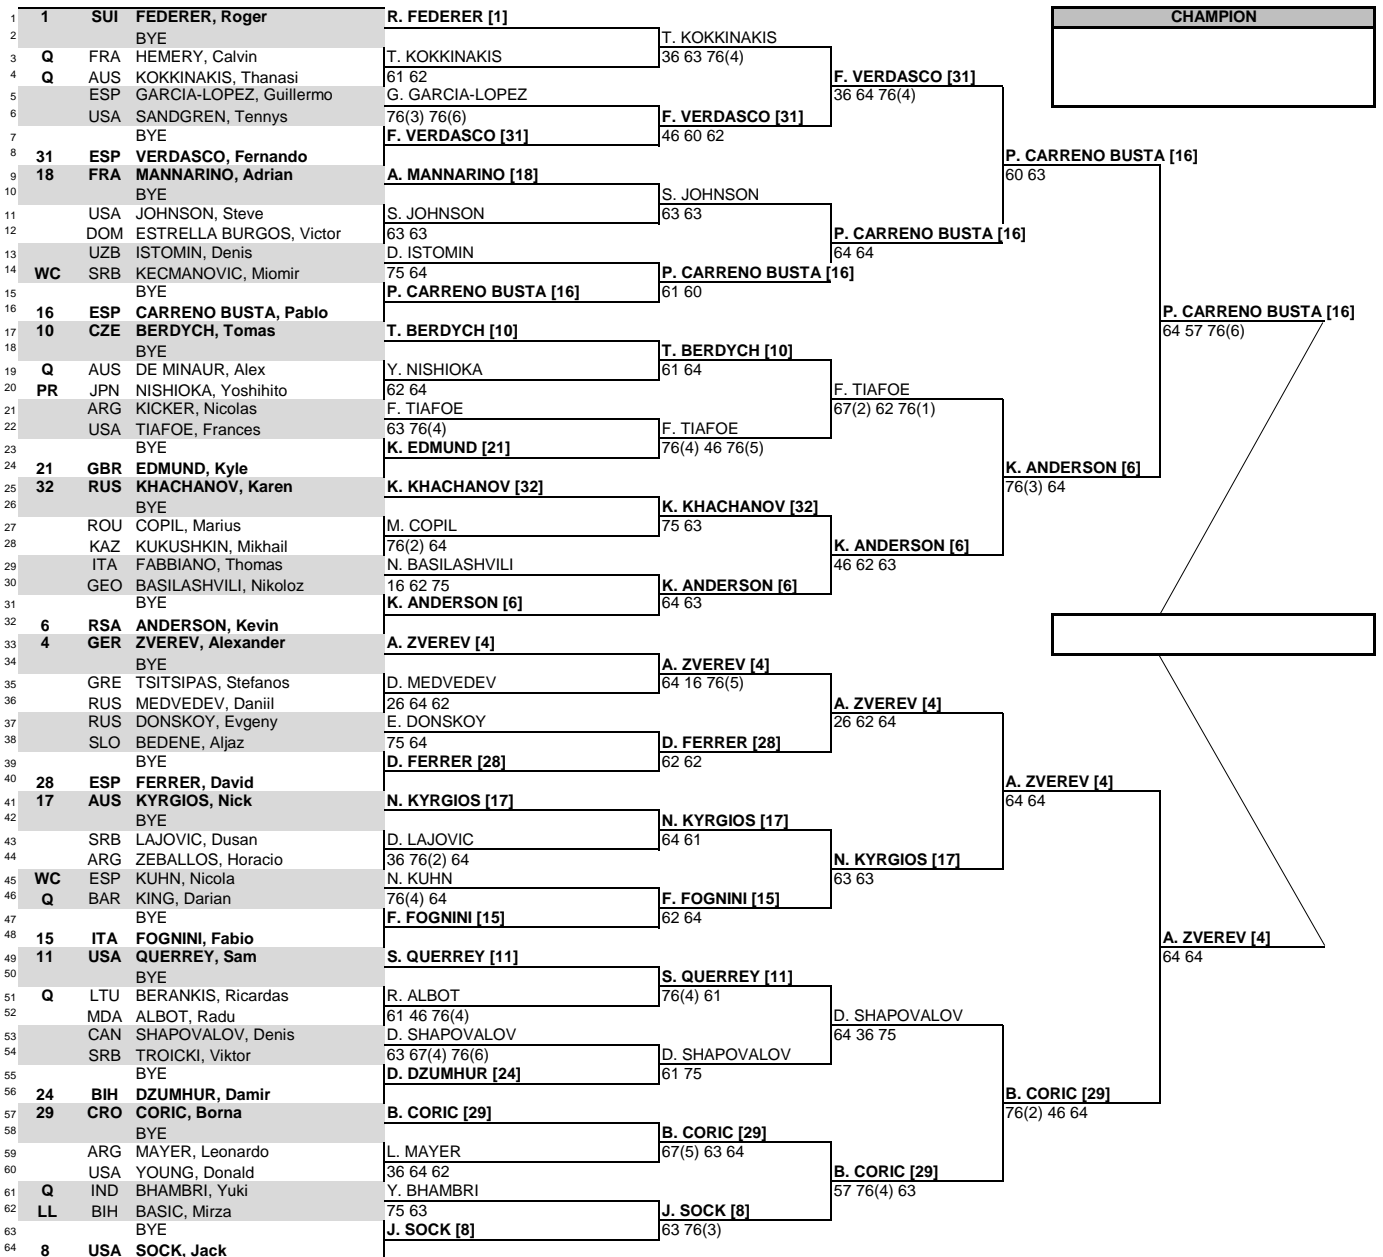 1 1 SUI FEDERER, Roger R. FEDERER [1] CHAMPION
2 BYE T. KOKKINAKIS
3 Q FRA HEMERY, Calvin T. KOKKINAKIS 36 63 76(4)
4 Q AUS KOKKINAKIS, Thanasi 61 62 F. VERDASCO [31]
5 ESP GARCIA-LOPEZ, Guillermo G. GARCIA-LOPEZ 36 64 76(4)
6 USA SANDGREN, Tennys 76(3) 76(6) F. VERDASCO [31]
7 BYE F. VERDASCO [31] 46 60 62
8 31 ESP VERDASCO, Fernando P. CARRENO BUSTA [16]
9 18 FRA MANNARINO, Adrian A. MANNARINO [18] 60 63
10 BYE S. JOHNSON
11 USA JOHNSON, Steve S. JOHNSON 63 63
12 DOM ESTRELLA BURGOS, Victor 63 63 P. CARRENO BUSTA [16]
13 UZB ISTOMIN, Denis D. ISTOMIN 64 64
14 WC SRB KECMANOVIC, Miomir 75 64 P. CARRENO BUSTA [16]
15 BYE P. CARRENO BUSTA [16] 61 60
16 16 ESP CARRENO BUSTA, Pablo P. CARRENO BUSTA [16]
17 10 CZE BERDYCH, Tomas T. BERDYCH [10] 64 57 76(6)
18 BYE T. BERDYCH [10]
19 Q AUS DE MINAUR, Alex Y. NISHIOKA 61 64
20 PR JPN NISHIOKA, Yoshihito 62 64 F. TIAFOE
21 ARG KICKER, Nicolas F. TIAFOE 67(2) 62 76(1)
22 USA TIAFOE, Frances 63 76(4) F. TIAFOE
23 BYE K. EDMUND [21] 76(4) 46 76(5)
24 21 GBR EDMUND, Kyle K. ANDERSON [6]
25 32 RUS KHACHANOV, Karen K. KHACHANOV [32] 76(3) 64
26 BYE K. KHACHANOV [32]
27 ROU COPIL, Marius M. COPIL 75 63
28 KAZ KUKUSHKIN, Mikhail 76(2) 64 K. ANDERSON [6]
29 ITA FABBIANO, Thomas N. BASILASHVILI 46 62 63
30 GEO BASILASHVILI, Nikoloz 16 62 75 K. ANDERSON [6]
31 BYE K. ANDERSON [6] 64 63
32 6 RSA ANDERSON, Kevin
33 4 GER ZVEREV, Alexander A. ZVEREV [4]
34 BYE A. ZVEREV [4]
35 GRE TSITSIPAS, Stefanos D. MEDVEDEV 64 16 76(5)
36 RUS MEDVEDEV, Daniil 26 64 62 A. ZVEREV [4]
37 RUS DONSKOY, Evgeny E. DONSKOY 26 62 64
38 SLO BEDENE, Aljaz 75 64 D. FERRER [28]
39 BYE D. FERRER [28] 62 62
40 28 ESP FERRER, David A. ZVEREV [4]
41 17 AUS KYRGIOS, Nick N. KYRGIOS [17] 64 64
42 BYE N. KYRGIOS [17]
43 SRB LAJOVIC, Dusan D. LAJOVIC 64 61
44 ARG ZEBALLOS, Horacio 36 76(2) 64 N. KYRGIOS [17]
45 WC ESP KUHN, Nicola N. KUHN 63 63
46 Q BAR KING, Darian 76(4) 64 F. FOGNINI [15]
47 BYE F. FOGNINI [15] 62 64
48 15 ITA FOGNINI, Fabio A. ZVEREV [4]
49 11 USA QUERREY, Sam S. QUERREY [11] 64 64
50 BYE S. QUERREY [11]
51 Q LTU BERANKIS, Ricardas R. ALBOT 76(4) 61
52 MDA ALBOT, Radu 61 46 76(4) D. SHAPOVALOV
53 CAN SHAPOVALOV, Denis D. SHAPOVALOV 64 36 75
54 SRB TROICKI, Viktor 63 67(4) 76(6) D. SHAPOVALOV
55 BYE D. DZUMHUR [24] 61 75
56 24 BIH DZUMHUR, Damir B. CORIC [29]
57 29 CRO CORIC, Borna B. CORIC [29] 76(2) 46 64
58 BYE B. CORIC [29]
59 ARG MAYER, Leonardo L. MAYER 67(5) 63 64
60 USA YOUNG, Donald 36 64 62 B. CORIC [29]
61 Q IND BHAMBRI, Yuki Y. BHAMBRI 57 76(4) 63
62 LL BIH BASIC, Mirza 75 63 J. SOCK [8]
63 BYE J. SOCK [8] 63 76(3)
64 8 USA SOCK, Jack